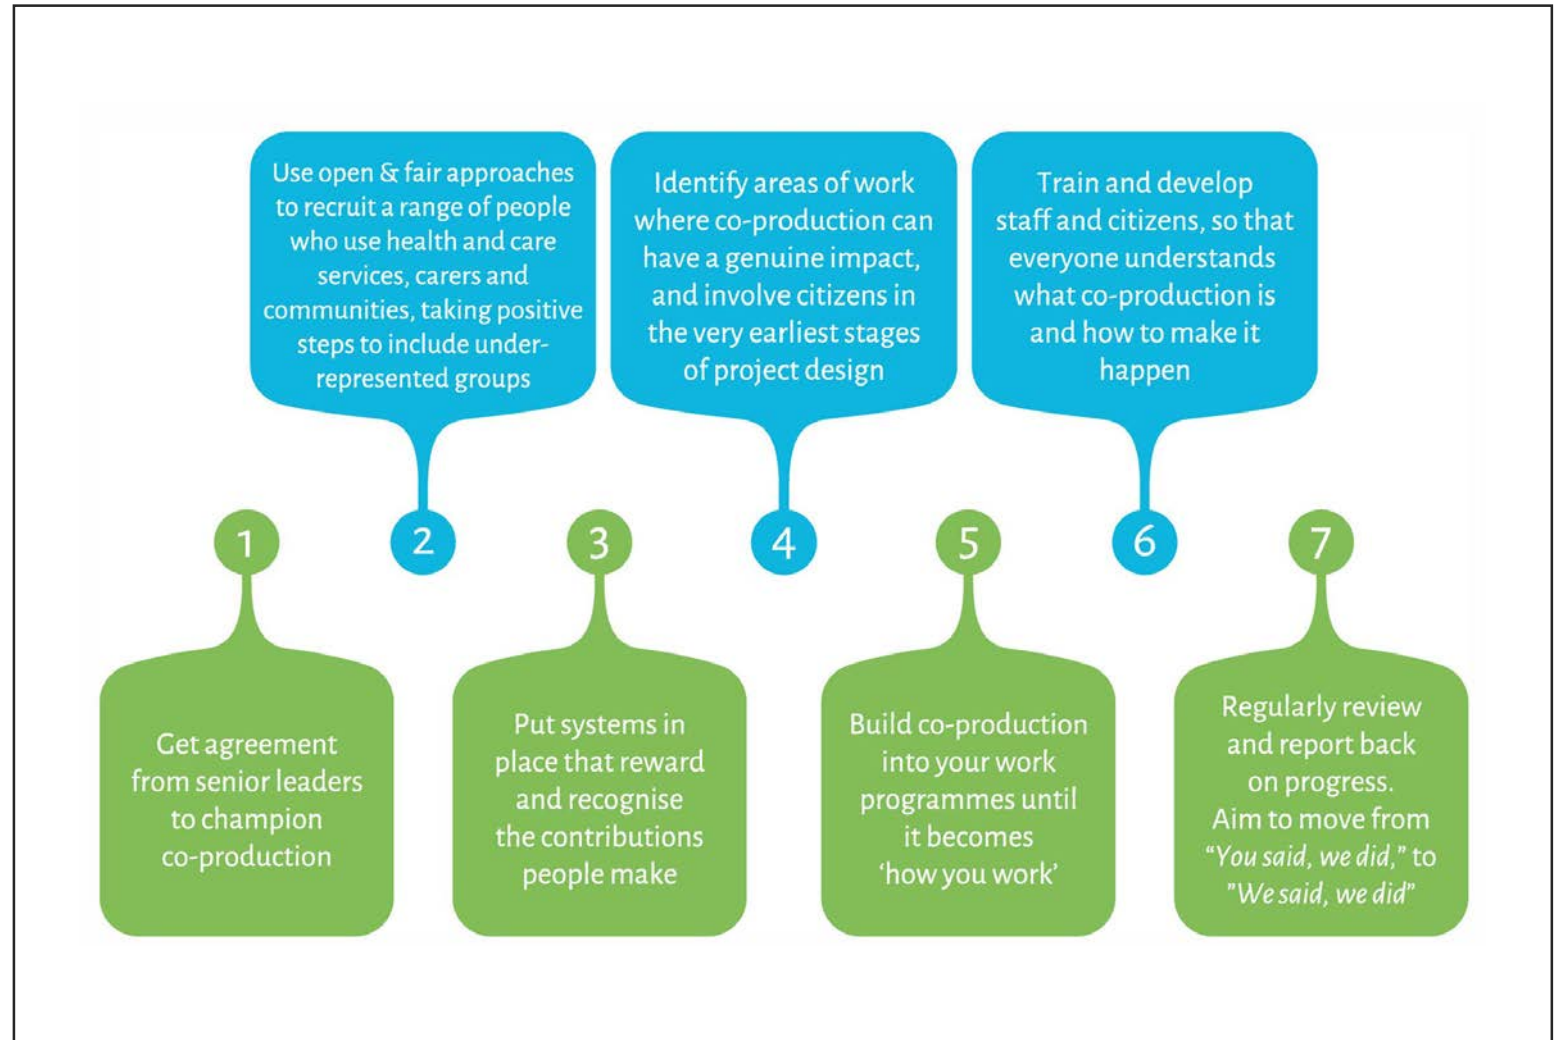 1
Get agreement
from senior leaders
to champion
co-production
2
Use open & fair approaches
to recruit a range of people
who use health and care
services, carers and
communities, taking positive
steps to include under-
represented groups
3
Put systems in
place that reward
and recognise
the contributions
people make
4
Identify areas of work
where co-production can
have a genuine impact,
and involve citizens in
the very earliest stages
of project design
5
Build co-production
into your work
programmes until
it becomes
‘how you work’
6
Train and develop
staff and citizens, so that
everyone understands
what co-production is
and how to make it
happen
7
Regularly review
and report back
on progress.
Aim to move from
“You said, we did,” to
”We said, we did”